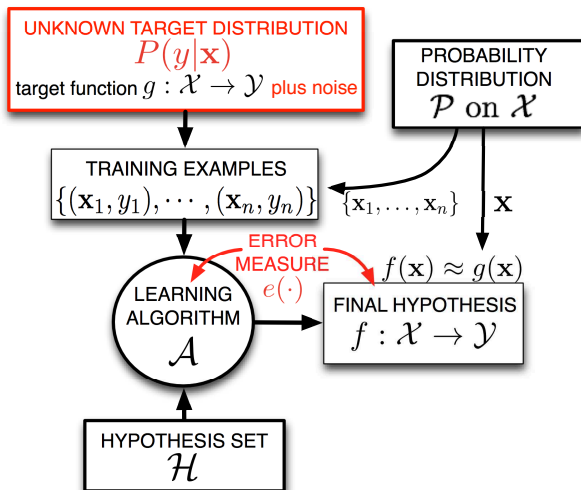 UNKNOWN TARGET DISTRIBUTION
P(y|x)
target function g : 𝒳 → 𝒴 plus noise
PROBABILITY
DISTRIBUTION
𝒫 on 𝒳
TRAINING EXAMPLES
{(x₁, y₁), ⋯ , (xₙ, yₙ)}
{x₁, . . . , xₙ}
x
ERROR
MEASURE
e(·)
f(x) ≈ g(x)
LEARNING
ALGORITHM
𝒜
FINAL HYPOTHESIS
f : 𝒳 → 𝒴
HYPOTHESIS SET
ℋ